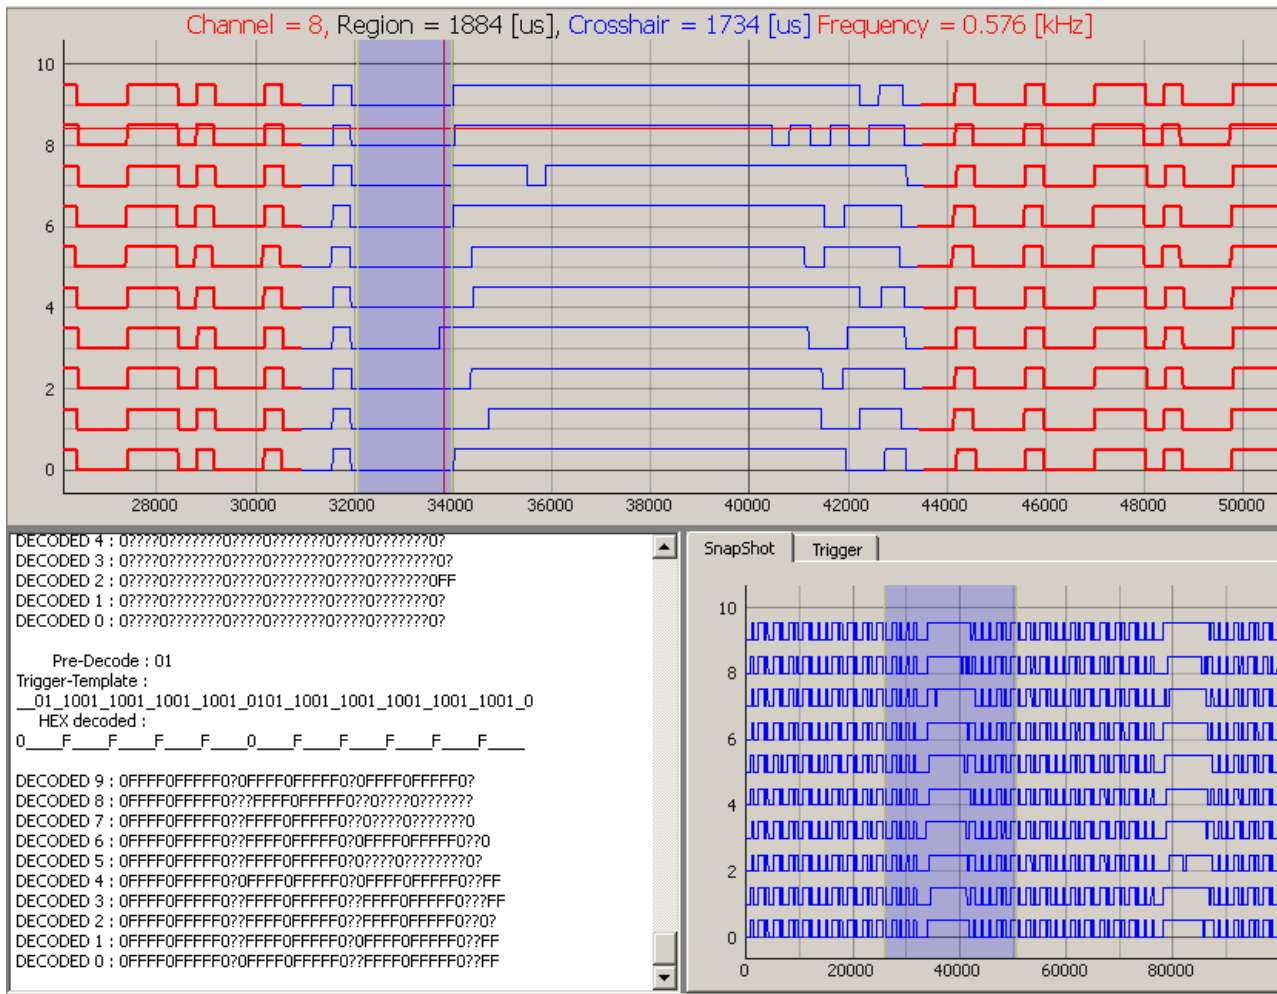 Channel = 8, Region = 1884 [us], Crosshair = 1734 [us] Frequency = 0.576 [kHz]
10
8
6
4
2
0
28000 30000 32000 34000 36000 38000 40000 42000 44000 46000 48000 50000
DECODED 4 : 0????0???????0????0???????0????0???????0?
DECODED 3 : 0????0???????0????0???????0????0????????0?
DECODED 2 : 0????0???????0????0???????0????0???????0FF
DECODED 1 : 0????0???????0????0???????0????0???????0?
DECODED 0 : 0????0???????0????0???????0????0???????0?
Pre-Decode : 01
Trigger-Template :
__01_1001_1001_1001_1001_0101_1001_1001_1001_1001_1001_0
HEX decoded :
0____F____F____F____F____0____F____F____F____F____F____
DECODED 9 : 0FFFF0FFFFF0?0FFFF0FFFFF0?0FFFF0FFFFF0?
DECODED 8 : 0FFFF0FFFFF0???FFFF0FFFFF0??0????0???????
DECODED 7 : 0FFFF0FFFFF0??FFFF0FFFFF0??0????0???????0
DECODED 6 : 0FFFF0FFFFF0??FFFF0FFFFF0?0FFFF0FFFFF0??0
DECODED 5 : 0FFFF0FFFFF0??FFFF0FFFFF0?0????0????????0?
DECODED 4 : 0FFFF0FFFFF0?0FFFF0FFFFF0?0FFFF0FFFFF0??FF
DECODED 3 : 0FFFF0FFFFF0??FFFF0FFFFF0??FFFF0FFFFF0???FF
DECODED 2 : 0FFFF0FFFFF0??FFFF0FFFFF0??FFFF0FFFFF0??0?
DECODED 1 : 0FFFF0FFFFF0??FFFF0FFFFF0?0FFFF0FFFFF0??FF
DECODED 0 : 0FFFF0FFFFF0?0FFFF0FFFFF0??FFFF0FFFFF0??FF
SnapShot Trigger
10
8
6
4
2
0
0 20000 40000 60000 80000